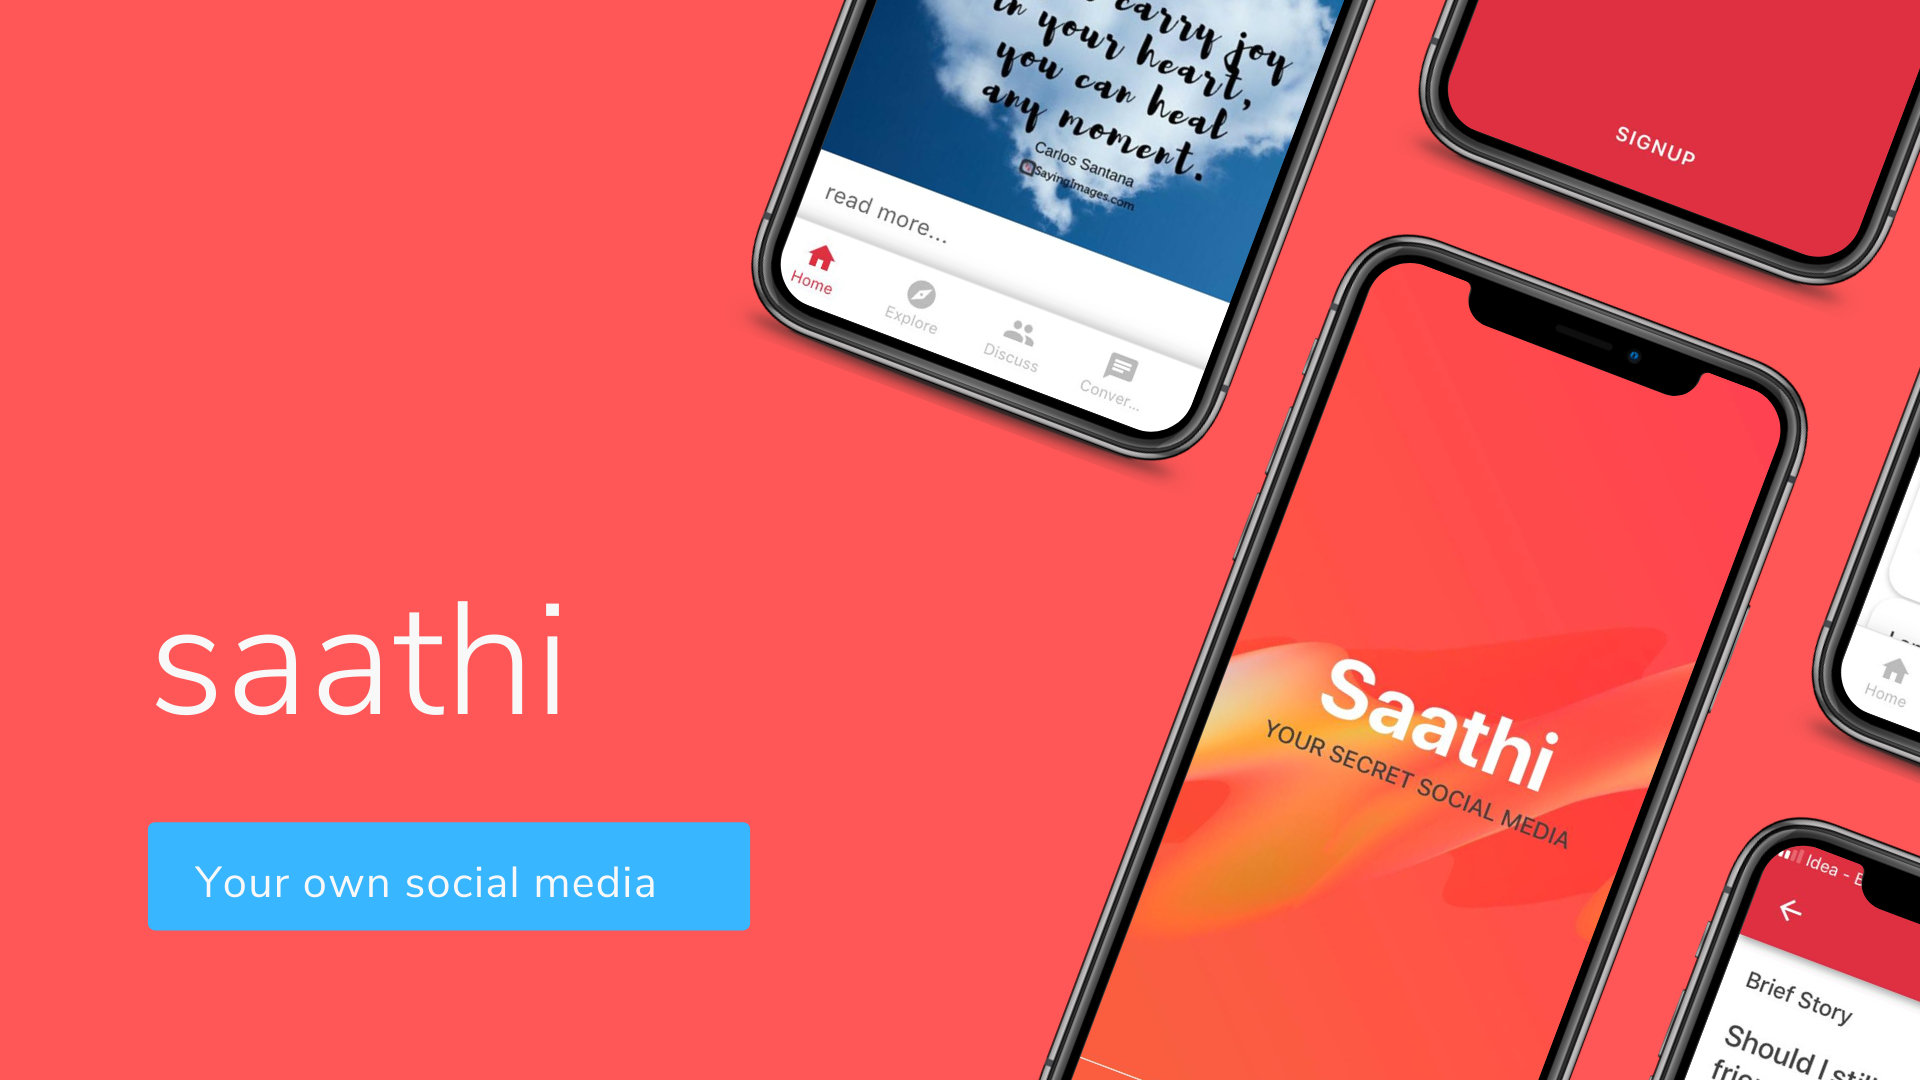 carry joy
in your heart,
you can heal
any moment.
Carlos Santana
SayingImages.com
read more...
Home
Explore
Discuss
Conver...
SIGNUP
saathi
Your own social media
Saathi
YOUR SECRET SOCIAL MEDIA
Home
Idea -
Brief Story
Should I